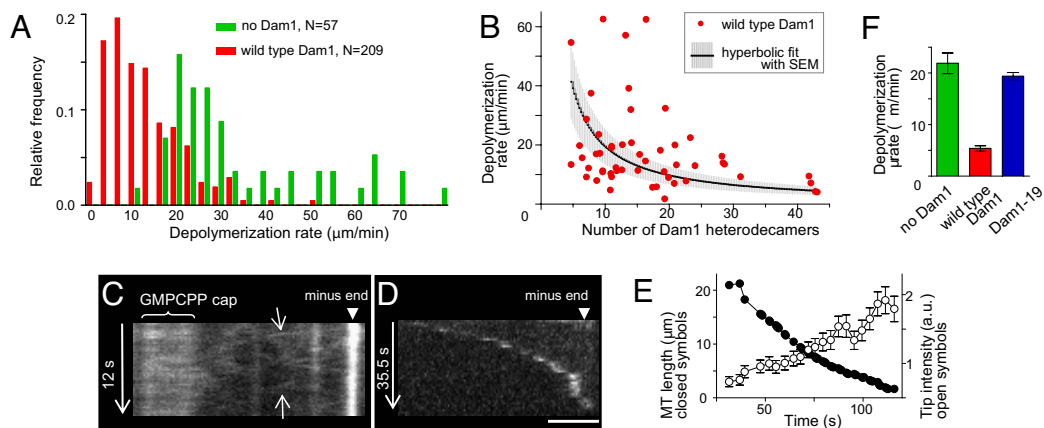 A
no Dam1, N=57
wild type Dam1, N=209
Relative frequency
0.2
0.1
0.0
0 10 20 30 40 50 60 70
Depolymerization rate (µm/min)
B
wild type Dam1
hyperbolic fit
with SEM
Depolymerization
rate (µm/min)
60
40
20
0
10 20 30 40
Number of Dam1 heterodecamers
F
Depolymerization
µrate ( m/min)
20
10
0
no Dam1
wild type
Dam1
Dam1-19
C
GMPCPP cap
minus end
12 s
D
minus end
35.5 s
E
MT length (µm)
closed symbols
20
10
0
50 100
Time (s)
2
1
Tip intensity (a.u.)
open symbols